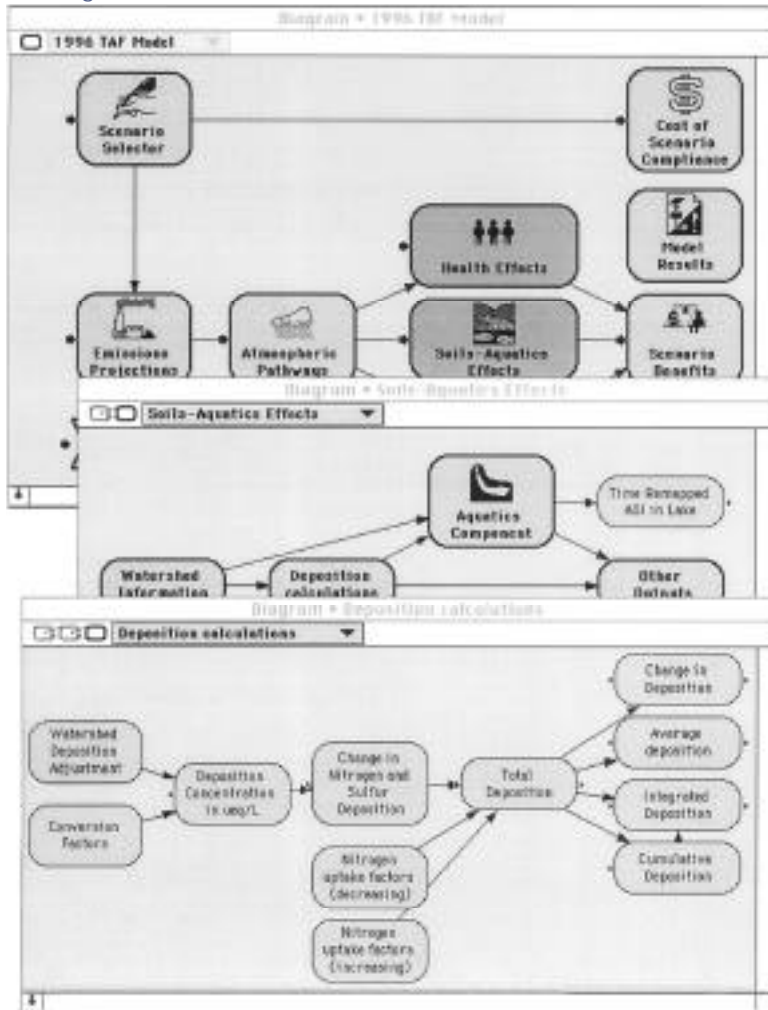 Diagram • 1996 TAF Model
1996 TAF Model
Scenario
Selector
Cost of
Scenario
Compliance
Model
Results
Health Effects
Emissions
Projections
Atmospheric
Pathways
Soils-Aquatics
Effects
Scenario
Benefits
Diagram • Soils-Aquatics Effects
Soils-Aquatics Effects
Aquatics
Component
Time Remapped
in Lake
Watershed
Information
Deposition
calculations
Other
Outputs
Diagram • Deposition calculations
Deposition calculations
Watershed
Deposition
Adjustment
Conversion
Factors
Deposition
Concentration
in ueq/L
Change in
Nitrogen and
Sulfur
Deposition
Nitrogen
uptake factors
(decreasing)
Nitrogen
uptake factors
(increasing)
Total
Deposition
Change in
Deposition
Average
deposition
Integrated
Deposition
Cumulative
Deposition